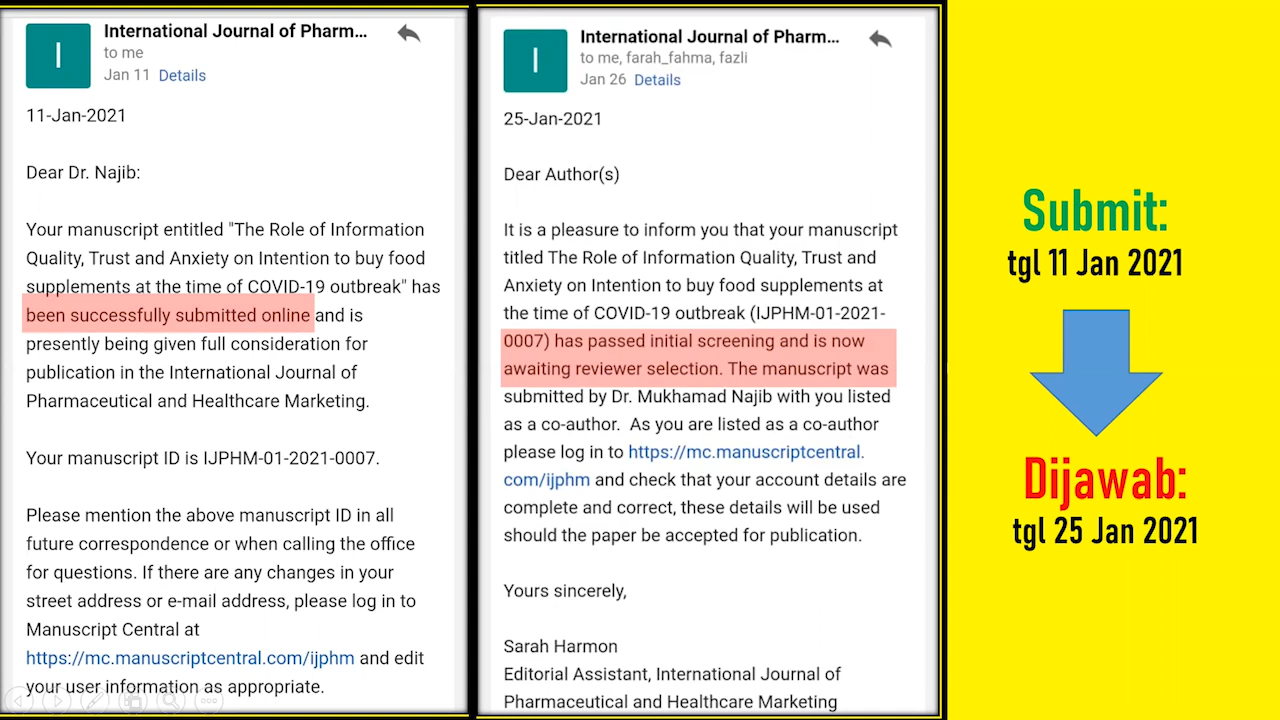 I
International Journal of Pharm...
to me
Jan 11 Details
11-Jan-2021
Dear Dr. Najib:
Your manuscript entitled "The Role of Information
Quality, Trust and Anxiety on Intention to buy food
supplements at the time of COVID-19 outbreak" has
been successfully submitted online and is
presently being given full consideration for
publication in the International Journal of
Pharmaceutical and Healthcare Marketing.
Your manuscript ID is IJPHM-01-2021-0007.
Please mention the above manuscript ID in all
future correspondence or when calling the office
for questions. If there are any changes in your
street address or e-mail address, please log in to
Manuscript Central at
https://mc.manuscriptcentral.com/ijphm and edit
your user information as appropriate.
I
International Journal of Pharm...
to me, farah_fahma, fazli
Jan 26 Details
25-Jan-2021
Dear Author(s)
It is a pleasure to inform you that your manuscript
titled The Role of Information Quality, Trust and
Anxiety on Intention to buy food supplements at
the time of COVID-19 outbreak (IJPHM-01-2021-
0007) has passed initial screening and is now
awaiting reviewer selection. The manuscript was
submitted by Dr. Mukhamad Najib with you listed
as a co-author. As you are listed as a co-author
please log in to https://mc.manuscriptcentral.
com/ijphm and check that your account details are
complete and correct, these details will be used
should the paper be accepted for publication.
Yours sincerely,
Sarah Harmon
Editorial Assistant, International Journal of
Pharmaceutical and Healthcare Marketing
Submit:
tgl 11 Jan 2021
Dijawab:
tgl 25 Jan 2021